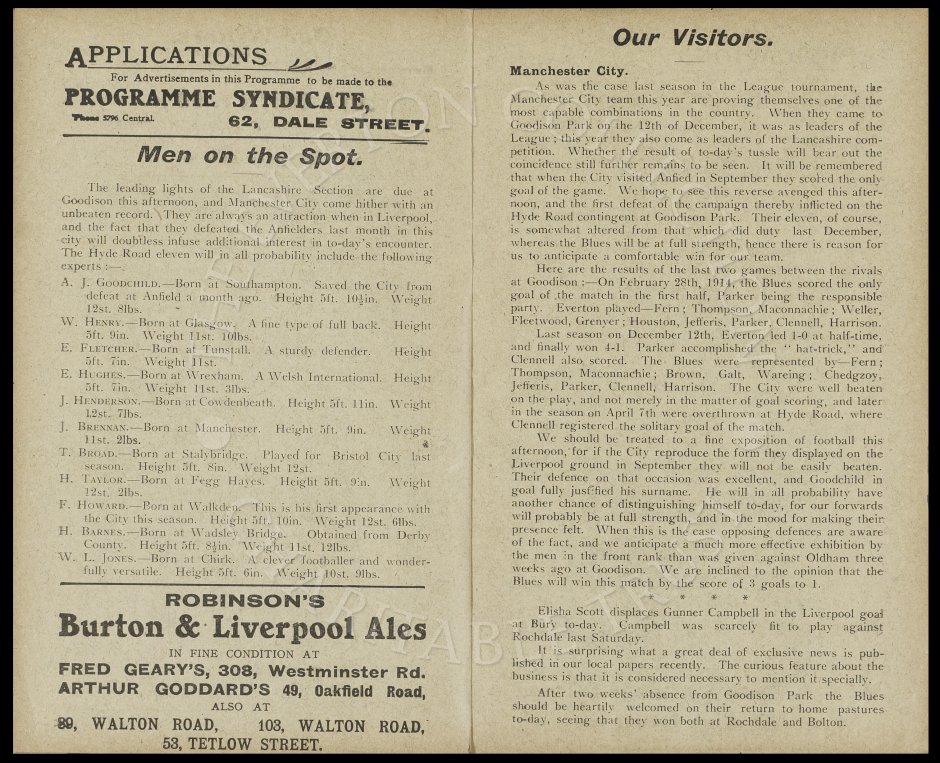 APPLICATIONS
For Advertisements in this Programme to be made to the
PROGRAMME SYNDICATE,
'Phone 5796 Central.
62, DALE STREET.
Men on the Spot.
The leading lights of the Lancashire Section are due at
Goodison this afternoon, and Manchester City come hither with an
unbeaten record. They are always an attraction when in Liverpool,
and the fact that they defeated the Anfielders last month in this
city will doubtless infuse additional interest in to-day's encounter.
The Hyde Road eleven will in all probability include the following
experts :—
A. J. GOODCHILD.—Born at Southampton. Saved the City from
defeat at Anfield a month ago. Height 5ft. 10½in. Weight
12st. 8lbs.
W. HENRY.—Born at Glasgow. A fine type of full back. Height
5ft. 9in. Weight 11st. 10lbs.
E. FLETCHER.—Born at Tunstall. A sturdy defender. Height
5ft. 7in. Weight 11st.
E. HUGHES.—Born at Wrexham. A Welsh International. Height
5ft. 7in. Weight 11st. 3lbs.
J. HENDERSON.—Born at Cowdenbeath. Height 5ft. 11in. Weight
12st. 7lbs.
J. BRENNAN.—Born at Manchester. Height 5ft. 9in. Weight
11st. 2lbs.
T. BROAD.—Born at Stalybridge. Played for Bristol City last
season. Height 5ft. 8in. Weight 12st.
H. TAYLOR.—Born at Fegg Hayes. Height 5ft. 9in. Weight
12st. 2lbs.
F. HOWARD.—Born at Walkden. This is his first appearance with
the City this season. Height 5ft. 10in. Weight 12st. 6lbs.
H. BARNES.—Born at Wadsley Bridge. Obtained from Derby
County. Height 5ft. 8½in. Weight 11st. 12lbs.
W. L. JONES.—Born at Chirk. A clever footballer and wonder-
fully versatile. Height 5ft. 6in. Weight 10st. 9lbs.
ROBINSON'S
Burton & Liverpool Ales
IN FINE CONDITION AT
FRED GEARY'S, 308, Westminster Rd.
ARTHUR GODDARD'S 49, Oakfield Road,
ALSO AT
89, WALTON ROAD, 103, WALTON ROAD,
53, TETLOW STREET.
Our Visitors.
Manchester City.
As was the case last season in the League tournament, the
Manchester City team this year are proving themselves one of the
most capable combinations in the country. When they came to
Goodison Park on the 12th of December, it was as leaders of the
League ; this year they also come as leaders of the Lancashire com-
petition. Whether the result of to-day's tussle will bear out the
coincidence still further remains to be seen. It will be remembered
that when the City visited Anfied in September they scored the only
goal of the game. We hope to see this reverse avenged this after-
noon, and the first defeat of the campaign thereby inflicted on the
Hyde Road contingent at Goodison Park. Their eleven, of course,
is somewhat altered from that which did duty last December,
whereas the Blues will be at full strength, hence there is reason for
us to anticipate a comfortable win for our team.
Here are the results of the last two games between the rivals
at Goodison :—On February 28th, 1914, the Blues scored the only
goal of the match in the first half, Parker being the responsible
party. Everton played—Fern ; Thompson, Maconnachie ; Weller,
Fleetwood, Grenyer ; Houston, Jefferis, Parker, Clennell, Harrison.
Last season on December 12th, Everton led 1-0 at half-time,
and finally won 4-1. Parker accomplished the " hat-trick," and
Clennell also scored. The Blues were represented by—Fern ;
Thompson, Maconnachie ; Brown, Galt, Wareing ; Chedgzoy,
Jefferis, Parker, Clennell, Harrison. The City were well beaten
on the play, and not merely in the matter of goal scoring, and later
in the season on April 7th were overthrown at Hyde Road, where
Clennell registered the solitary goal of the match.
We should be treated to a fine exposition of football this
afternoon, for if the City reproduce the form they displayed on the
Liverpool ground in September they will not be easily beaten.
Their defence on that occasion was excellent, and Goodchild in
goal fully justified his surname. He will in all probability have
another chance of distinguishing himself to-day, for our forwards
will probably be at full strength, and in the mood for making their
presence felt. When this is the case opposing defences are aware
of the fact, and we anticipate a much more effective exhibition by
the men in the front rank than was given against Oldham three
weeks ago at Goodison. We are inclined to the opinion that the
Blues will win this match by the score of 3 goals to 1.
* * * *
Elisha Scott displaces Gunner Campbell in the Liverpool goal
at Bury to-day. Campbell was scarcely fit to play against
Rochdale last Saturday.
It is surprising what a great deal of exclusive news is pub-
lished in our local papers recently. The curious feature about the
business is that it is considered necessary to mention it specially.
After two weeks' absence from Goodison Park the Blues
should be heartily welcomed on their return to home pastures
to-day, seeing that they won both at Rochdale and Bolton.